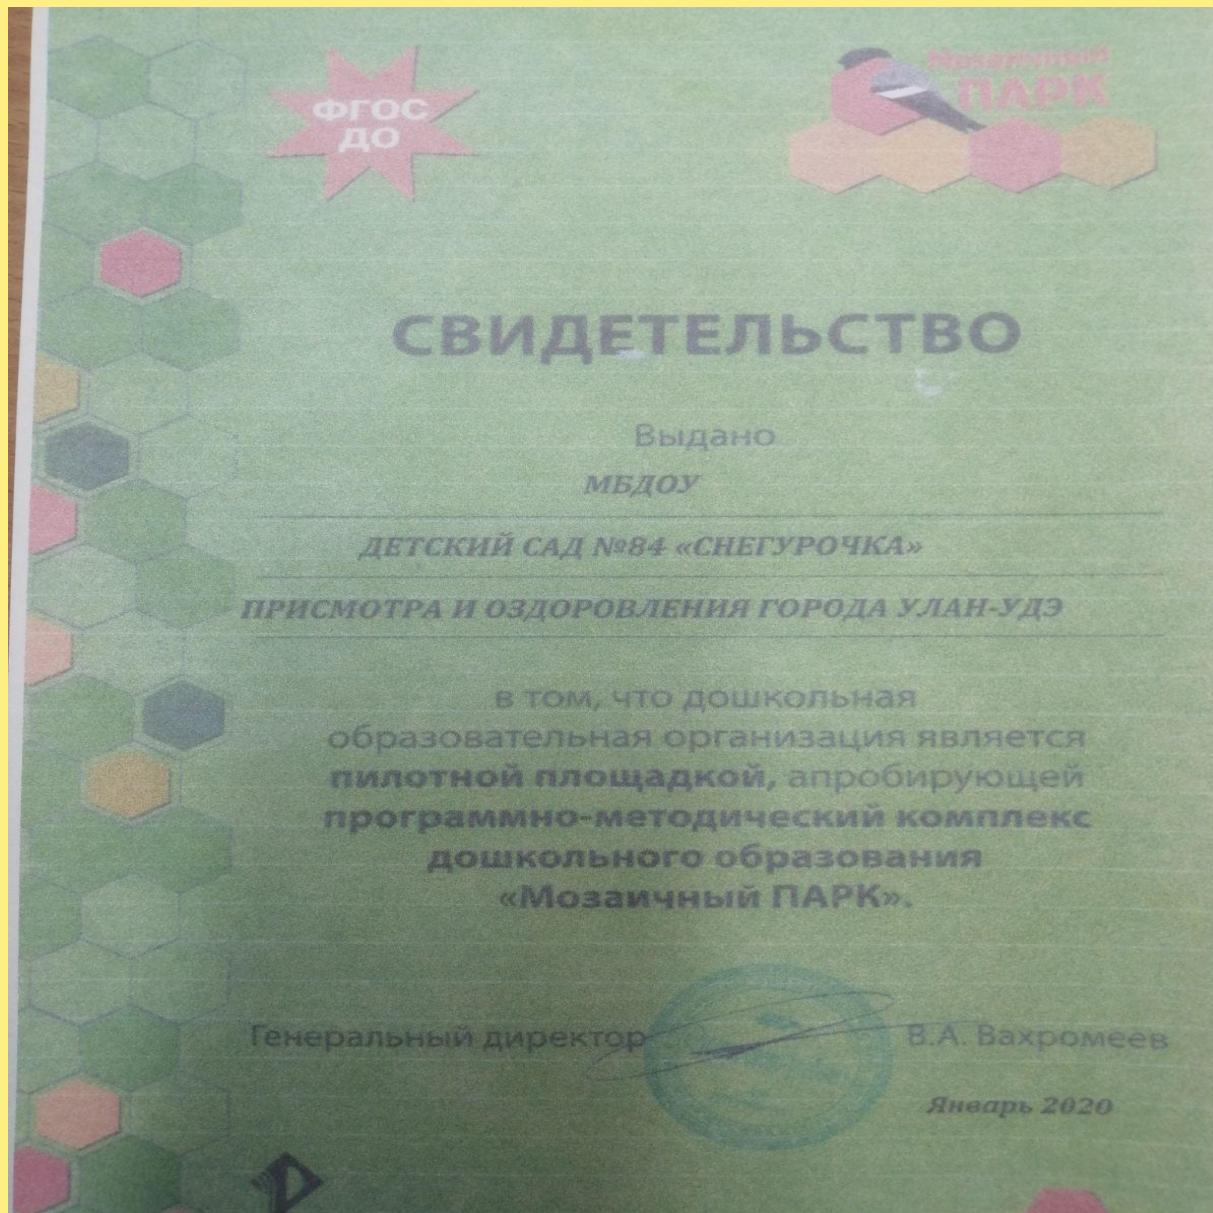 ФГОС
ДО
Мозаичный
ПАРК
СВИДЕТЕЛЬСТВО
Выдано
МБДОУ
ДЕТСКИЙ САД №84 «СНЕГУРОЧКА»
ПРИСМОТРА И ОЗДОРОВЛЕНИЯ ГОРОДА УЛАН-УДЭ
в том, что дошкольная
образовательная организация является
пилотной площадкой, апробирующей
программно-методический комплекс
дошкольного образования
«Мозаичный ПАРК».
Генеральный директор В.А. Вахромеев
Январь 2020